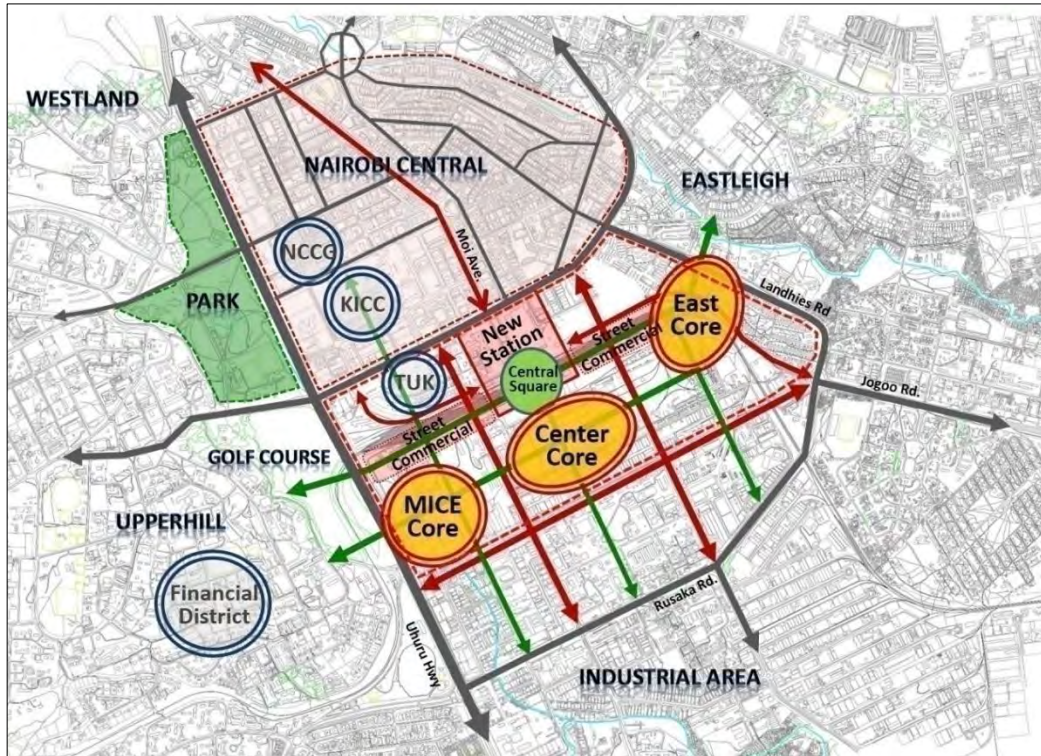 WESTLAND
NAIROBI CENTRAL
EASTLEIGH
NCCG
Moi Ave.
KICC
PARK
Landhies Rd
East
Core
New
Station
Street
Commercial
TUK
Central
Square
Jogoo Rd.
Street
Commercial
Center
Core
GOLF COURSE
MICE
Core
UPPERHILL
Financial
District
Rusaka Rd.
Uhuru Hwy
INDUSTRIAL AREA